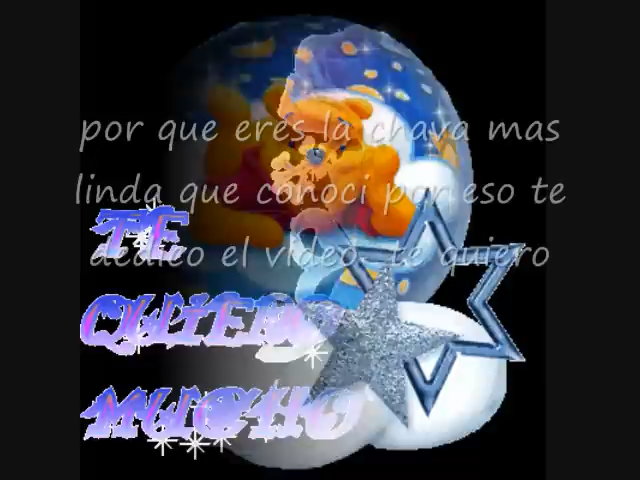 por que eres la chava mas
linda que conoci por eso te
dedico el video te quiero
TE
QUIERO
MUCHO